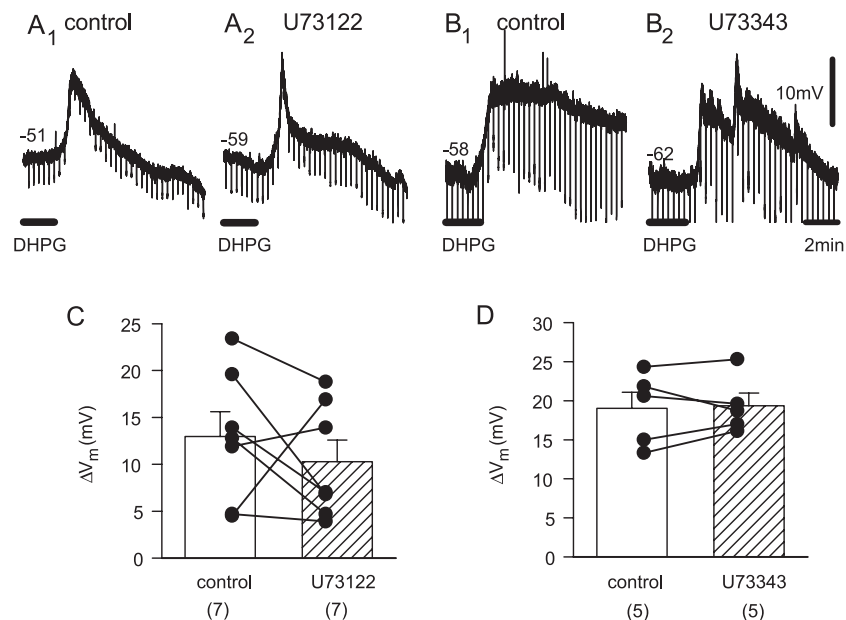 A1 control
A2 U73122
B1 control
B2 U73343
-51
-59
-58
-62
10mV
DHPG
DHPG
DHPG
DHPG
2min
C
25
20
15
10
5
0
ΔVm (mV)
control
U73122
(7)
(7)
D
30
25
20
15
10
5
0
ΔVm (mV)
control
U73343
(5)
(5)